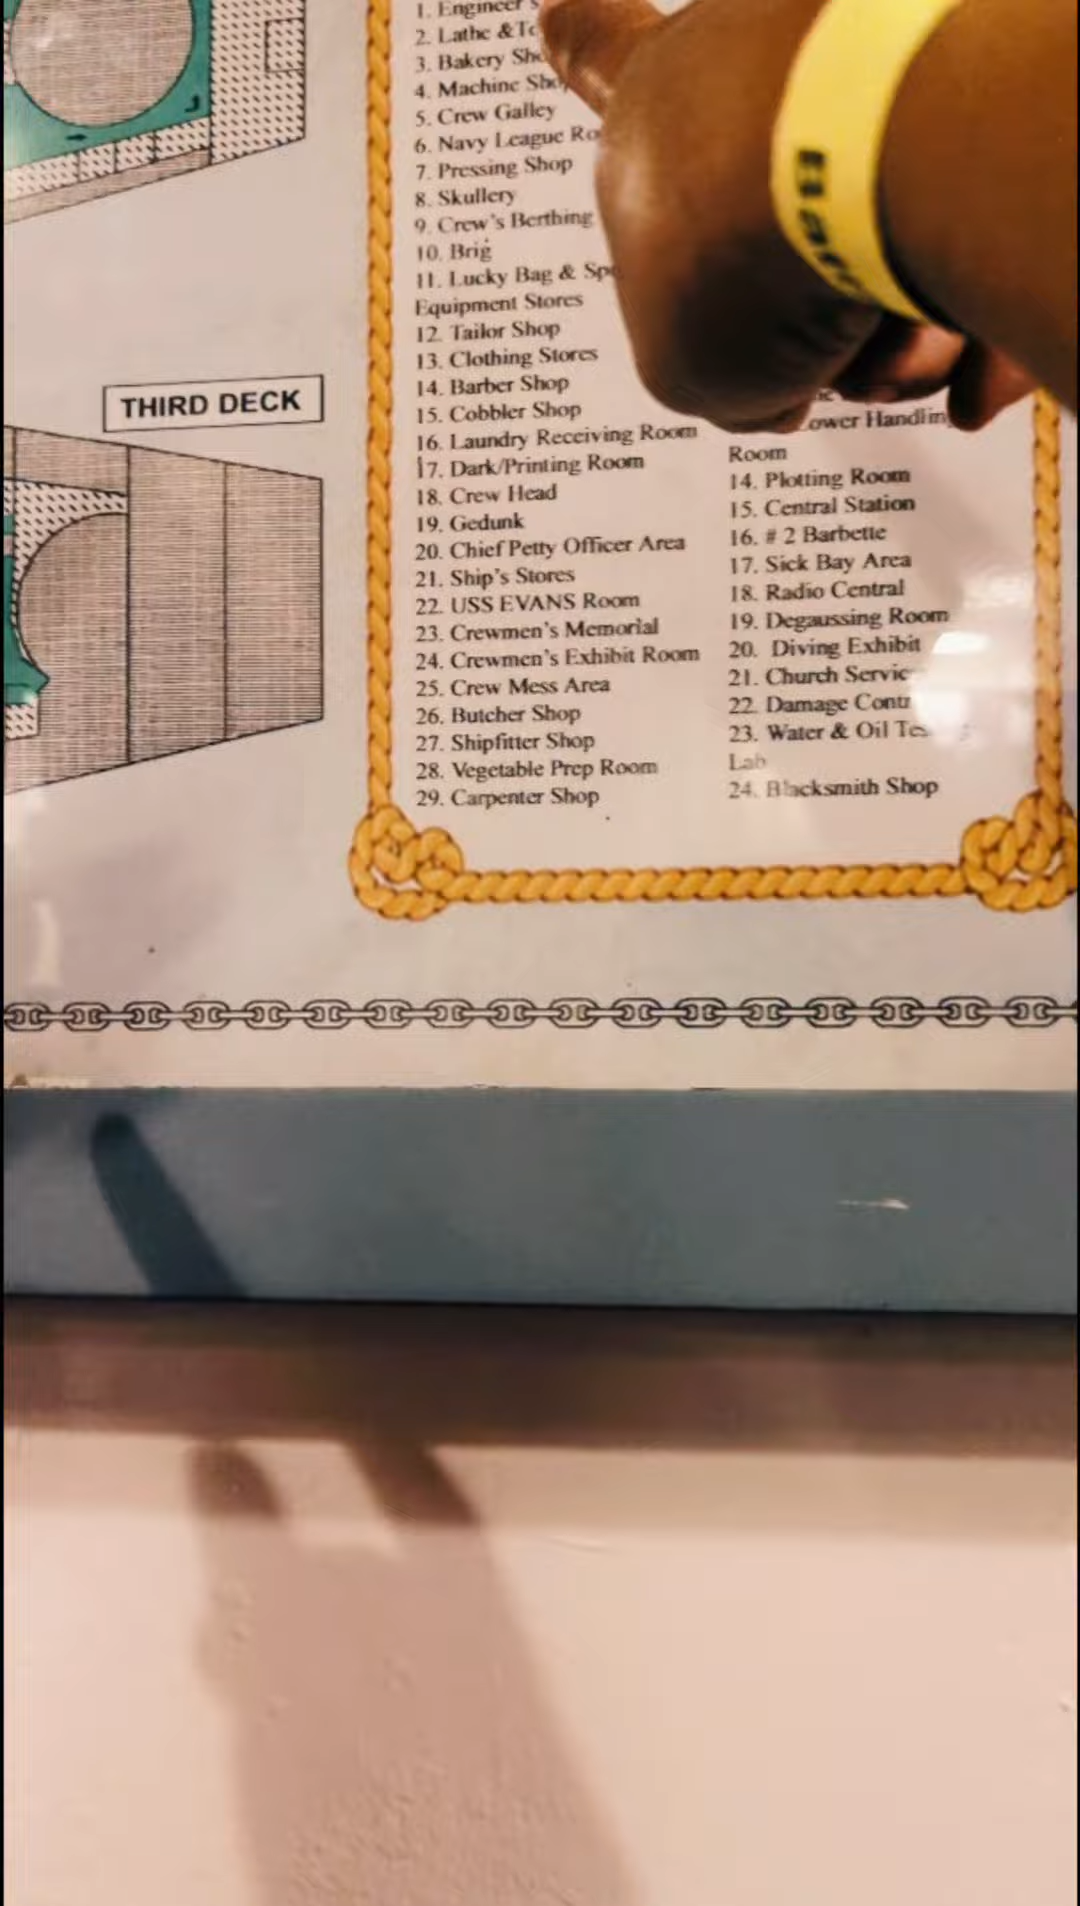 THIRD DECK
1. Engineer
2. Lathe &
3. Bakery
4. Machine
5. Crew Galley
6. Navy League
7. Pressing Shop
8. Skullery
9. Crew's Berthing
10. Brig
11. Lucky Bag &
Equipment Stores
12. Tailor Shop
13. Clothing Stores
14. Barber Shop
15. Cobbler Shop
16. Laundry Receiving Room
17. Dark/Printing Room
18. Crew Head
19. Gedunk
20. Chief Petty Officer Area
21. Ship's Stores
22. USS EVANS Room
23. Crewmen's Memorial
24. Crewmen's Exhibit Room
25. Crew Mess Area
26. Butcher Shop
27. Shipfitter Shop
28. Vegetable Prep Room
29. Carpenter Shop
Room
14. Plotting Room
15. Central Station
16. # 2 Barbette
17. Sick Bay Area
18. Radio Central
19. Degaussing Room
20. Diving Exhibit
21. Church
22. Damage
23. Water & Oil
Lab
24. Blacksmith Shop